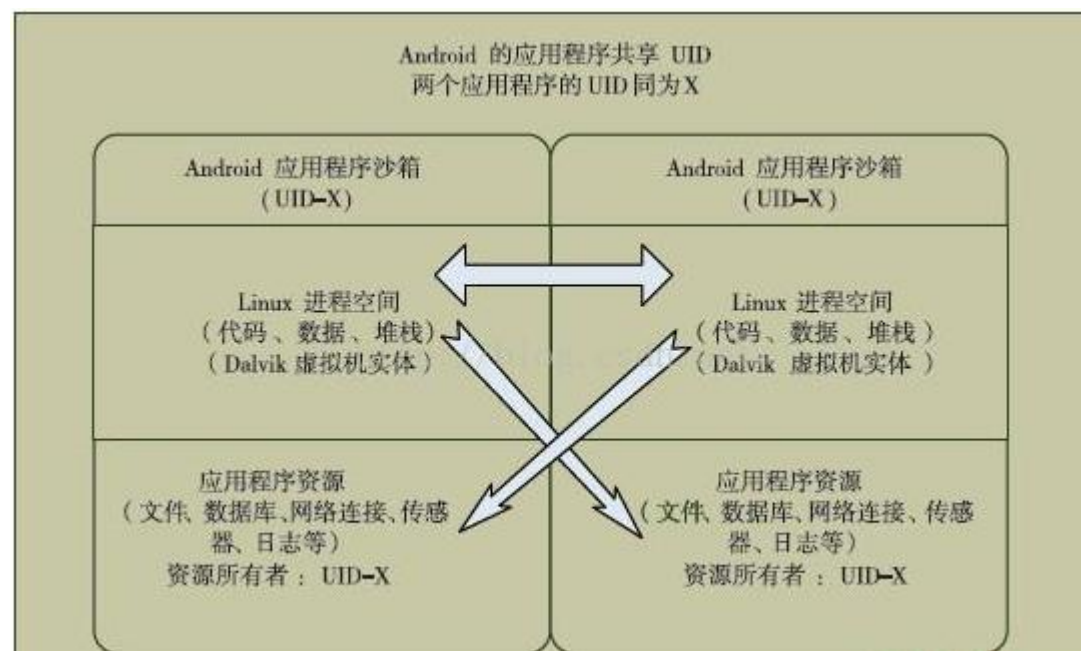 Android 的应用程序共享 UID
两个应用程序的UID同为X
Android 应用程序沙箱
(UID-X)
Linux 进程空间
(代码、数据、堆栈)
(Dalvik 虚拟机实体)
应用程序资源
(文件、数据库、网络连接、传感
器、日志等)
资源所有者：UID-X
Android 应用程序沙箱
(UID-X)
Linux 进程空间
(代码、数据、堆栈)
(Dalvik 虚拟机实体)
应用程序资源
(文件、数据库、网络连接、传感
器、日志等)
资源所有者：UID-X